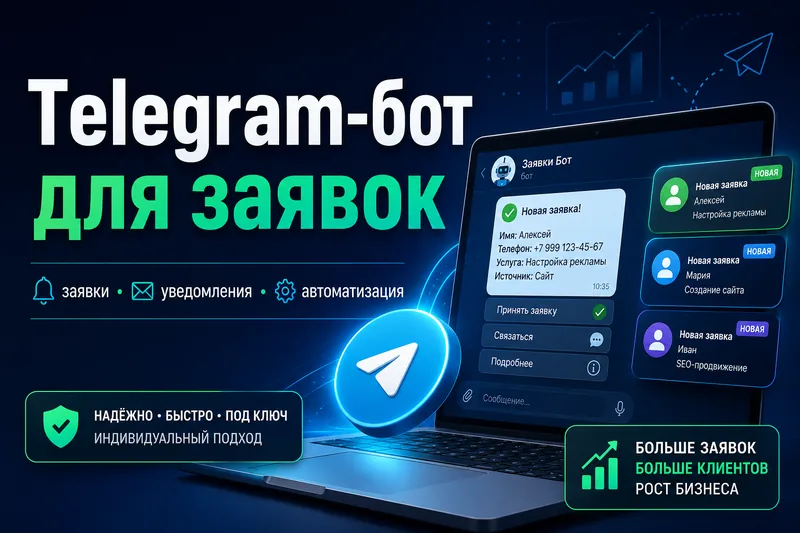 Telegram-бот
для заявок
заявки • уведомления • автоматизация
НАДЁЖНО • БЫСТРО • ПОД КЛЮЧ
ИНДИВИДУАЛЬНЫЙ ПОДХОД
Заявки Бот
бот
Новая заявка!
Имя: Алексей
Телефон: +7 999 123-45-67
Услуга: Настройка рекламы
Источник: Сайт
10:35
Принять заявку
Связаться
Подробнее
Сообщение...
НОВАЯ
Новая заявка
Алексей
Настройка рекламы
НОВАЯ
Новая заявка
Мария
Создание сайта
НОВАЯ
Новая заявка
Иван
SEO-продвижение
БОЛЬШЕ ЗАЯВОК
БОЛЬШЕ КЛИЕНТОВ
РОСТ БИЗНЕСА